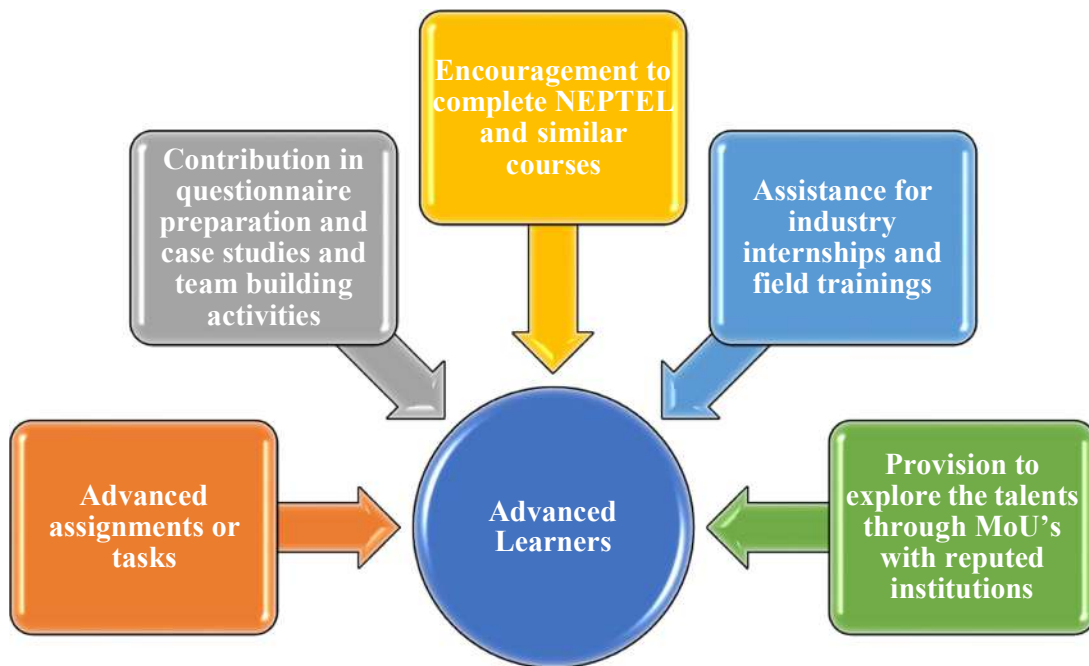 Encouragement to
complete NEPTEL
and similar
courses
Contribution in
questionnaire
preparation and
case studies and
team building
activities
Assistance for
industry
internships and
field trainings
Advanced
assignments or
tasks
Advanced
Learners
Provision to
explore the talents
through MoU’s
with reputed
institutions